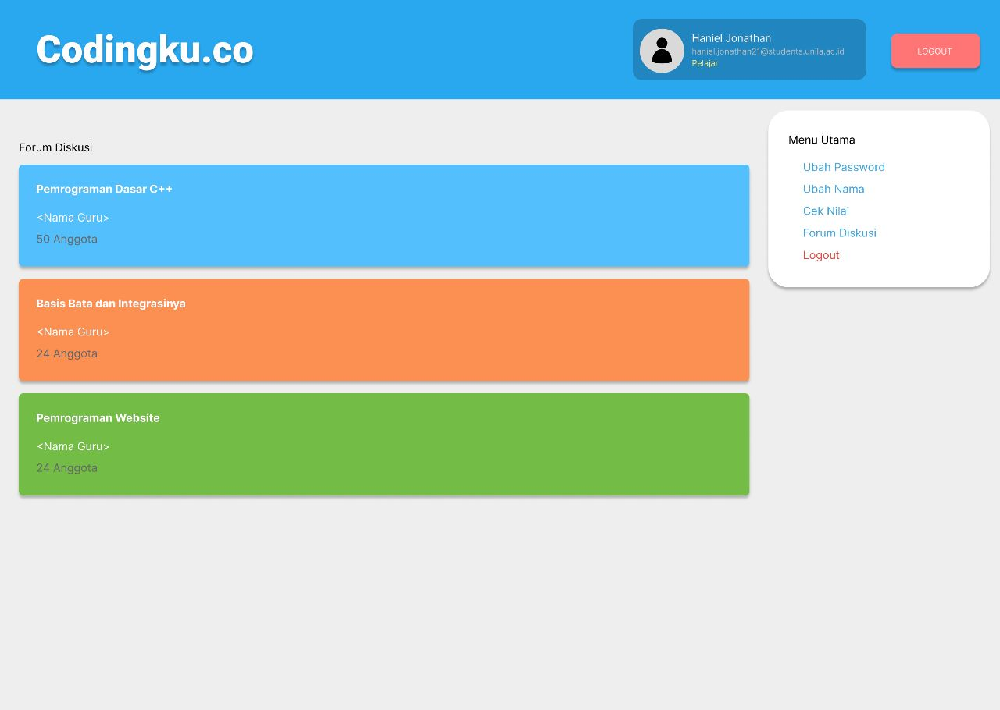 Codingku.co
Haniel Jonathan
haniel.jonathan21@students.unila.ac.id
Pelajar
LOGOUT
Forum Diskusi
Pemrograman Dasar C++
<Nama Guru>
50 Anggota
Basis Bata dan Integrasinya
<Nama Guru>
24 Anggota
Pemrograman Website
<Nama Guru>
24 Anggota
Menu Utama
Ubah Password
Ubah Nama
Cek Nilai
Forum Diskusi
Logout